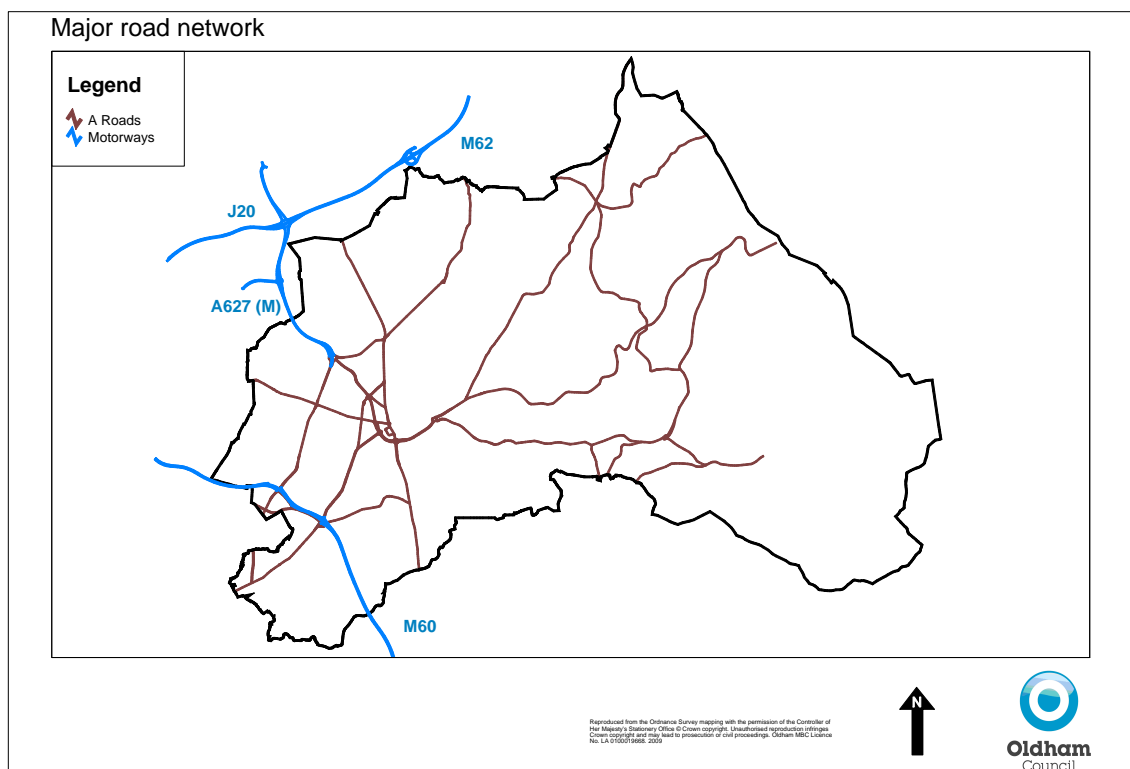 Major road network
Legend
A Roads
Motorways
M62
J20
A627 (M)
M60
Reproduced from the Ordnance Survey mapping with the permission of the Controller of
Her Majesty's Stationery Office © Crown copyright. Unauthorised reproduction infringes
Crown copyright and may lead to prosecution or civil proceedings. Oldham MBC Licence
No. LA 0100019668. 2009
N
Oldham
Council